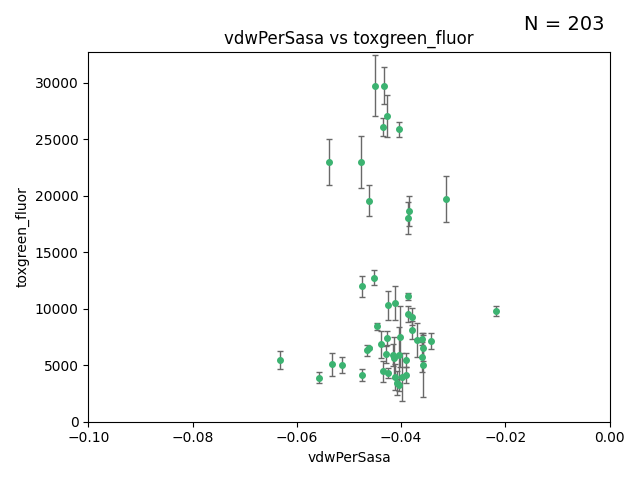 N = 203
vdwPerSasa vs toxgreen_fluor
30000
25000
20000
15000
10000
5000
0
toxgreen_fluor
−0.10 −0.08 −0.06 −0.04 −0.02 0.00
vdwPerSasa